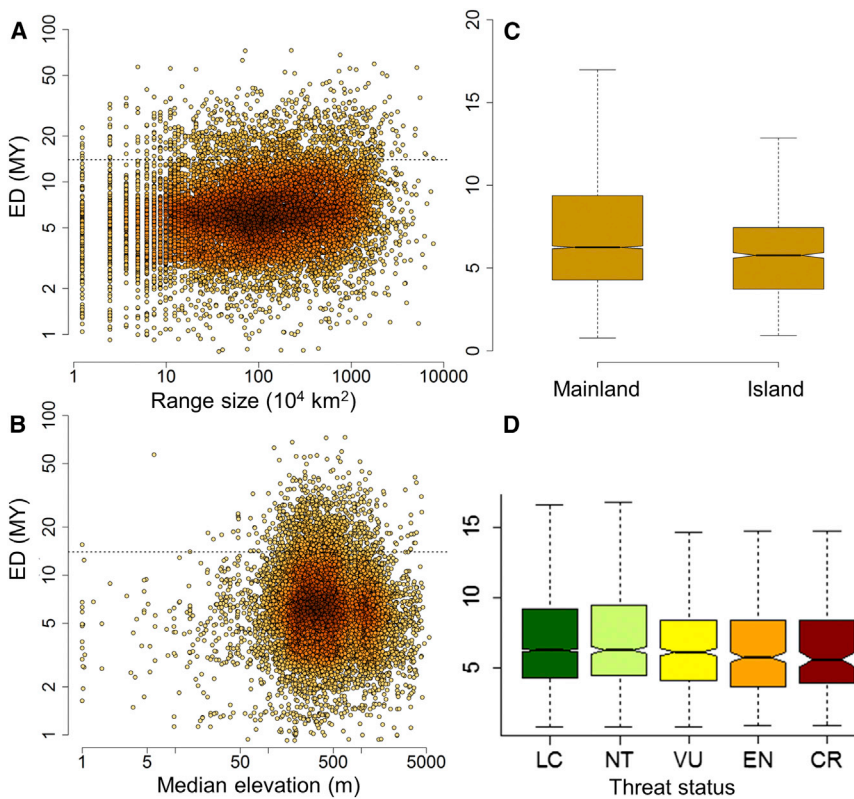 A
100
50
20
10
5
2
1
ED (MY)
1
10
100
1000
10000
Range size (10⁴ km²)
B
100
50
20
10
5
2
1
ED (MY)
1
5
50
500
5000
Median elevation (m)
C
20
15
10
5
0
Mainland
Island
D
15
10
5
LC
NT
VU
EN
CR
Threat status